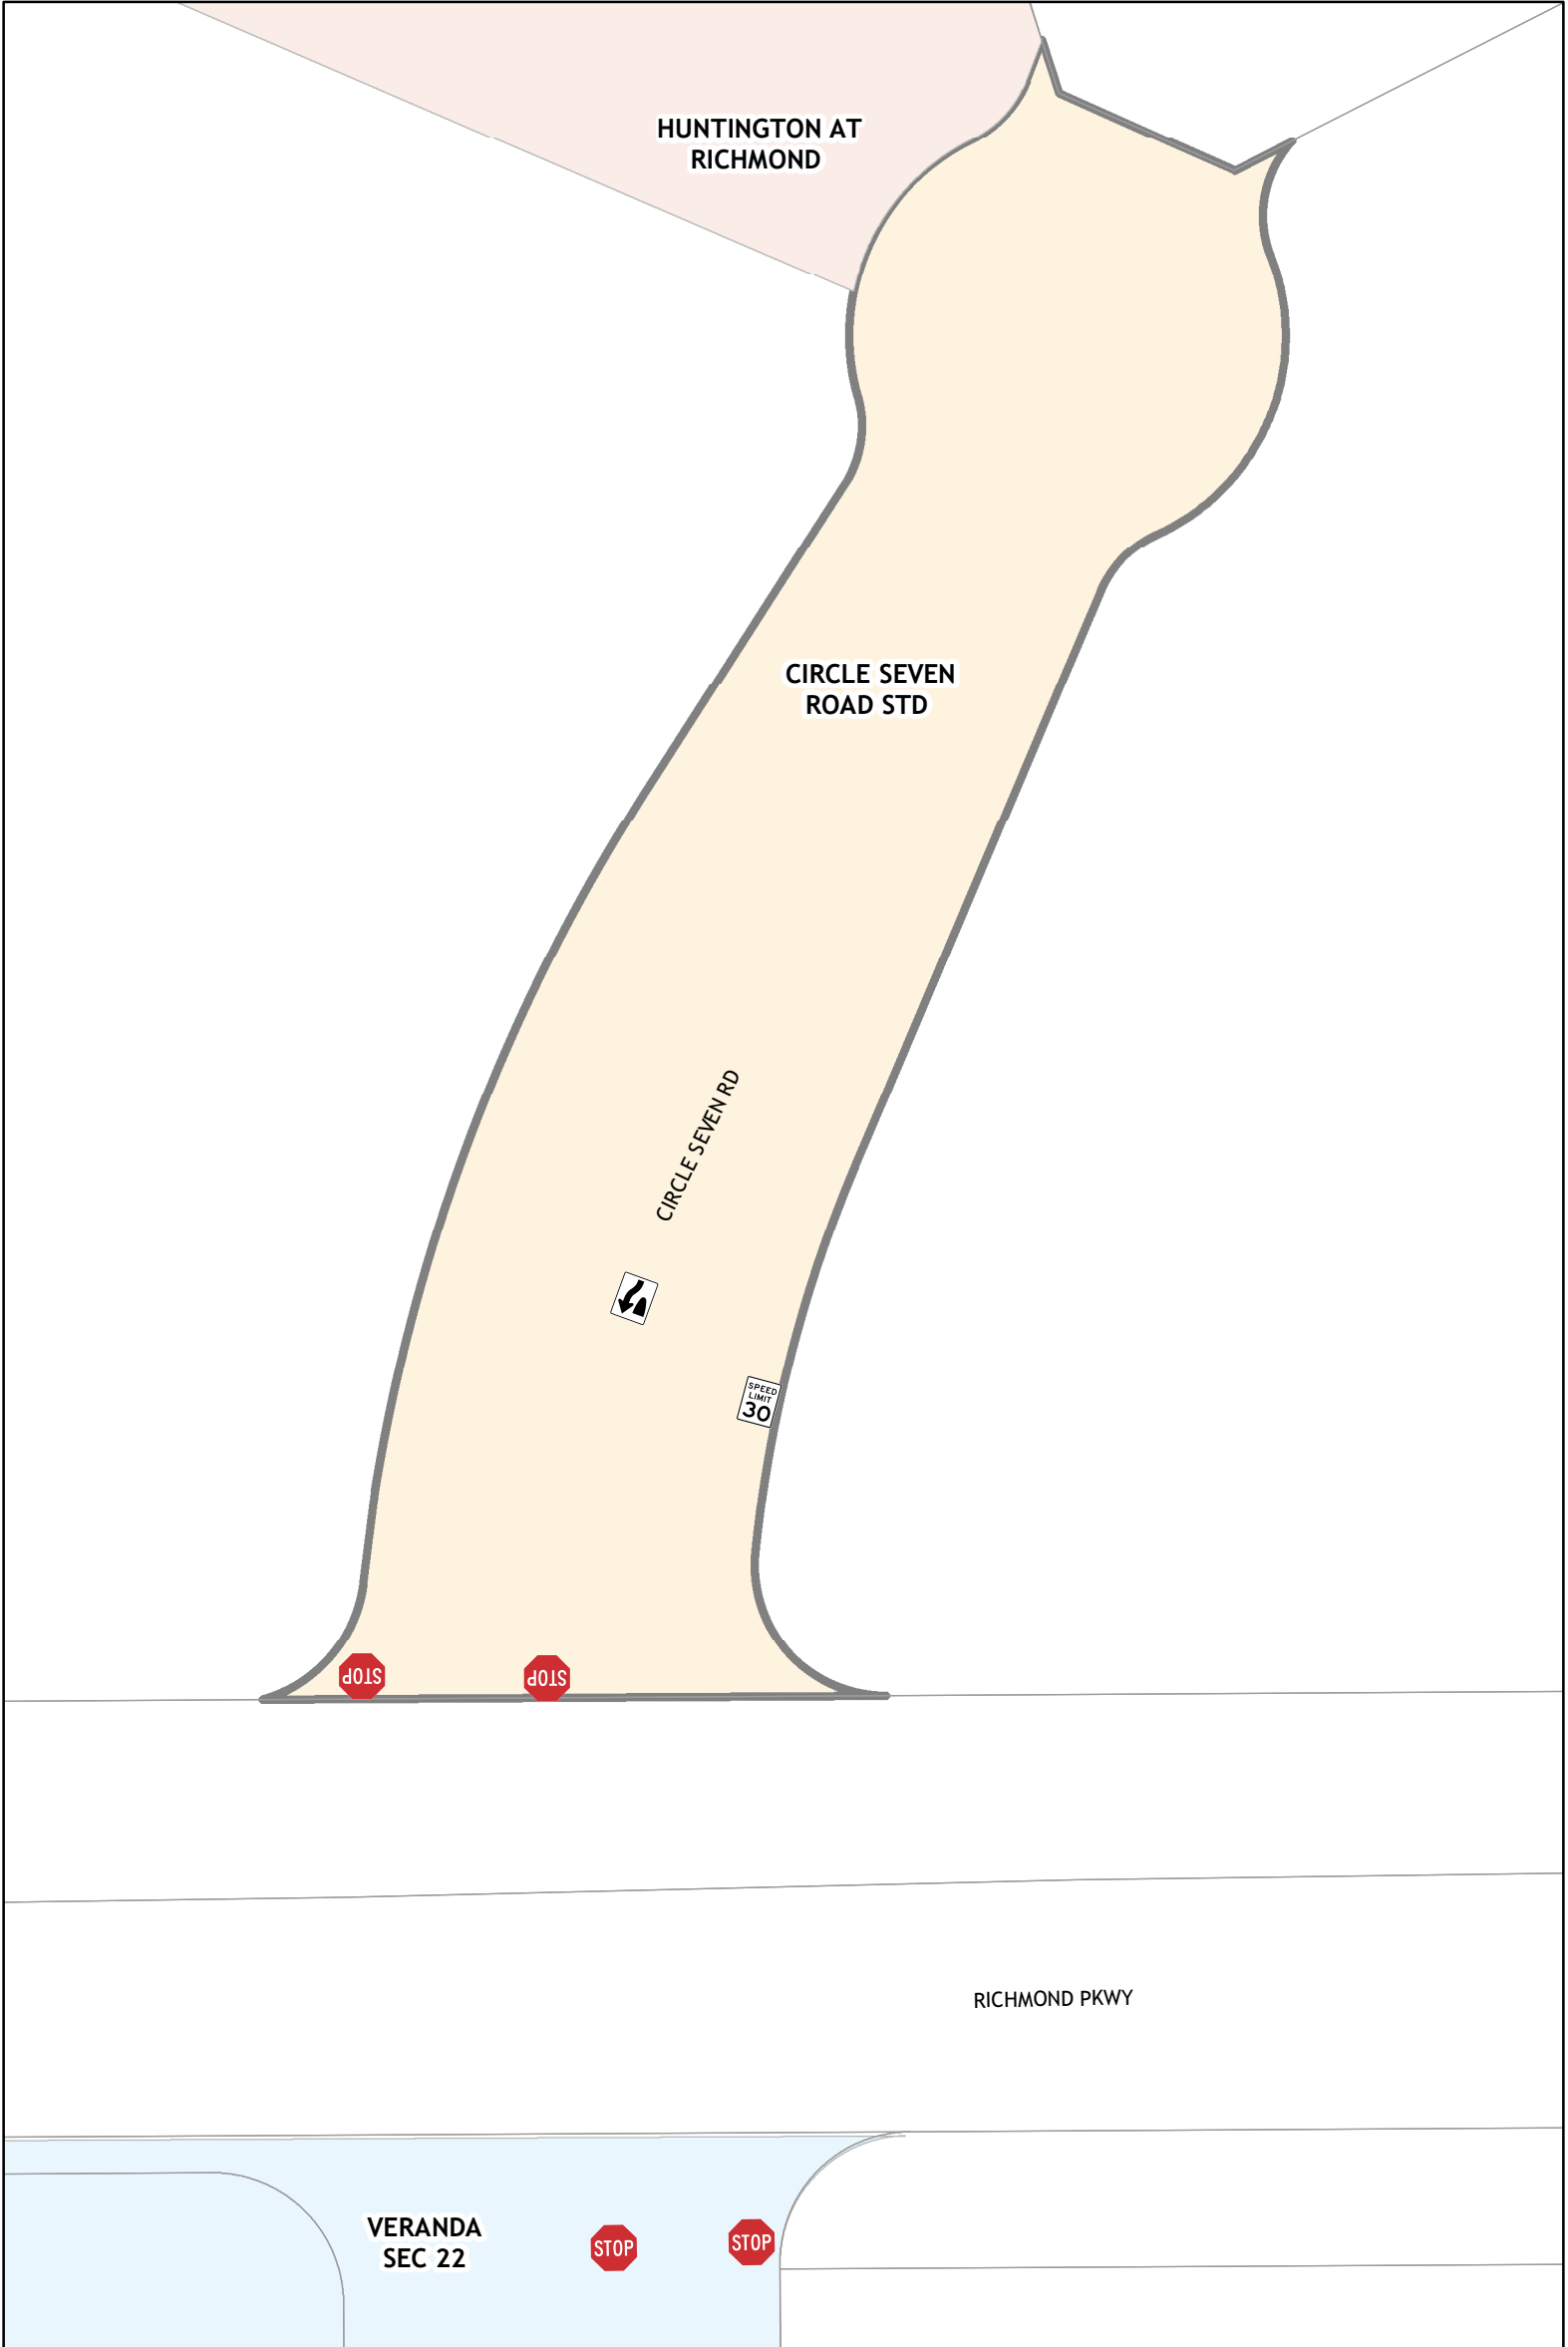 HUNTINGTON AT
RICHMOND
CIRCLE SEVEN
ROAD STD
CIRCLE SEVEN RD
SPEED
LIMIT
30
STOP
STOP
RICHMOND PKWY
VERANDA
SEC 22
STOP
STOP